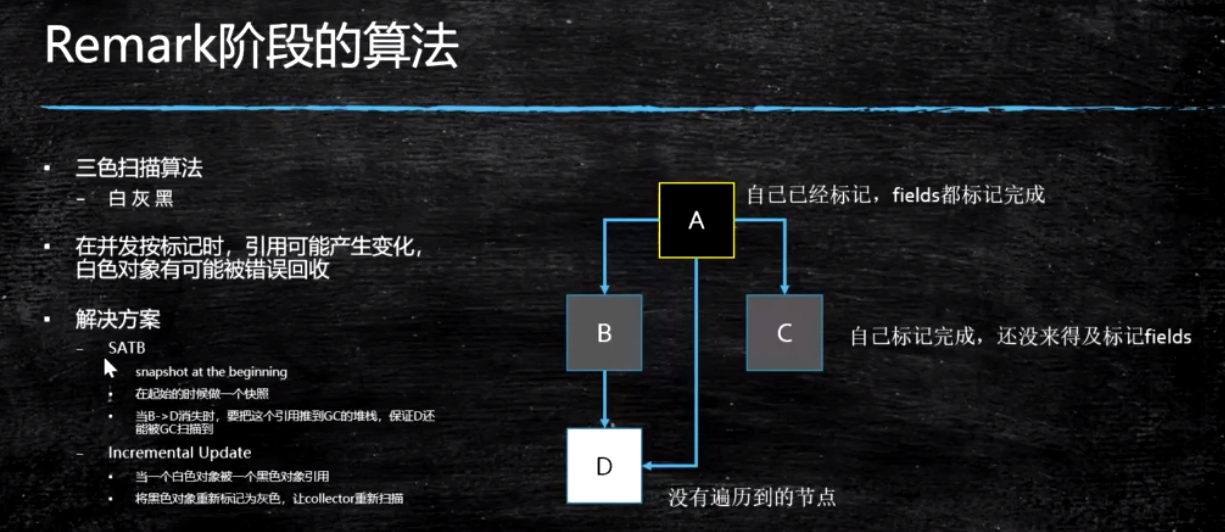 Remark阶段的算法
▪ 三色扫描算法
– 白 灰 黑
▪ 在并发按标记时，引用可能产生变化，
白色对象有可能被错误回收
▪ 解决方案
– SATB
▪ snapshot at the beginning
▪ 在起始的时候做一个快照
▪ 当B->D消失时，要把这个引用推到GC的堆栈，保证D还
能被GC扫描到
– Incremental Update
▪ 当一个白色对象被一个黑色对象引用
▪ 将黑色对象重新标记为灰色，让collector重新扫描
A
自己已经标记，fields都标记完成
B
C
自己标记完成，还没来得及标记fields
D
没有遍历到的节点